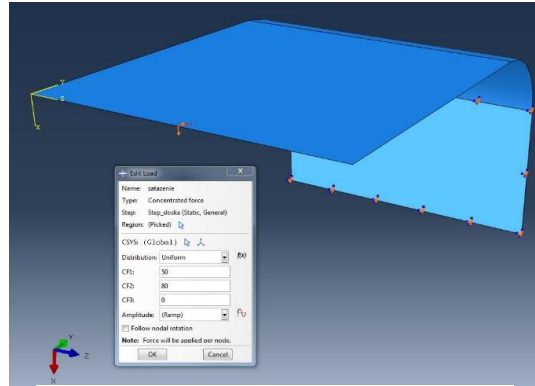 Edit Load
X
Name: zatazenie
Type: Concentrated force
Step: Step_doska (Static, General)
Region: (Picked)
CSYS: (Global)
Distribution: Uniform f(x)
CF1: 50
CF2: 80
CF3: 0
Amplitude: (Ramp)
Follow nodal rotation
Note: Force will be applied per node.
OK Cancel
Y
Z
X
Y
Z
X